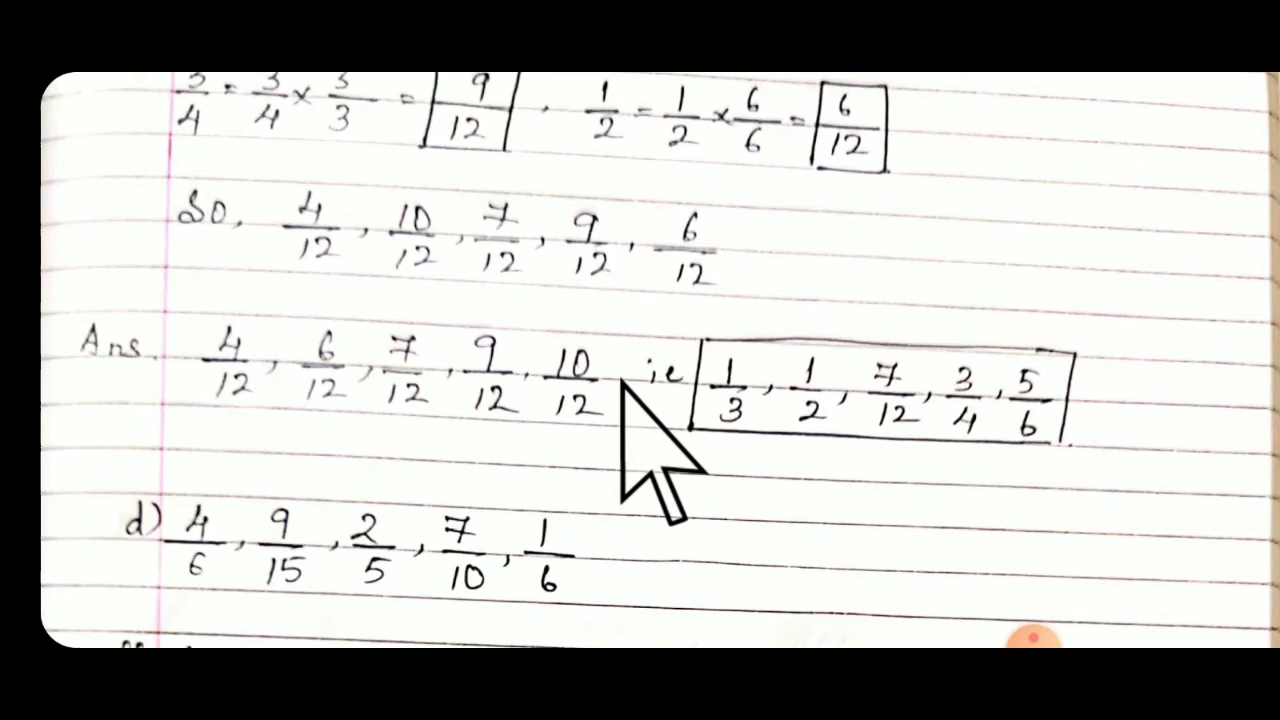 3/4 = 3/4 × 3/3 = 9/12 , 1/2 = 1/2 × 6/6 = 6/12
So, 4/12 , 10/12 , 7/12 , 9/12 , 6/12
Ans. 4/12 , 6/12 , 7/12 , 9/12 , 10/12 ie 1/3 , 1/2 , 7/12 , 3/4 , 5/6
d) 4/6 , 9/15 , 2/5 , 7/10 , 1/6